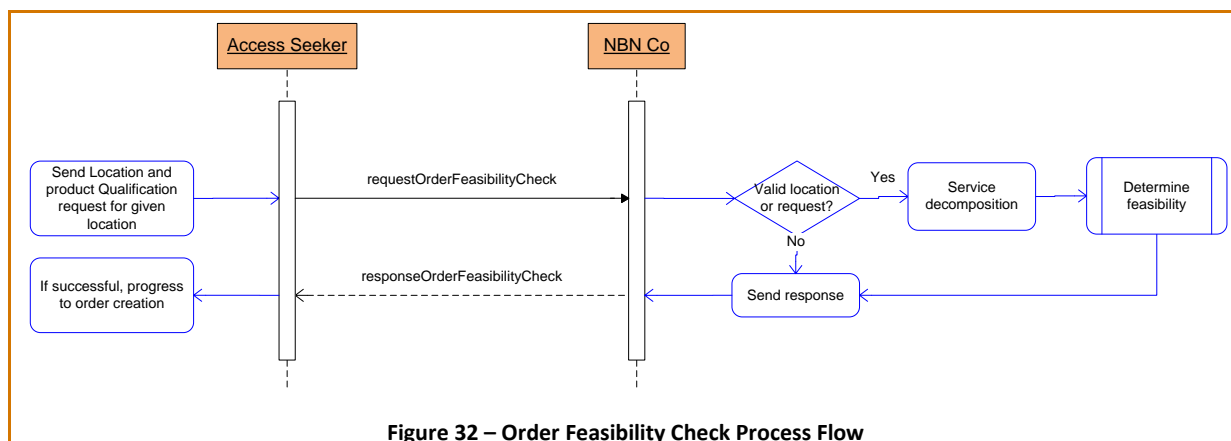 Access Seeker
NBN Co
Send Location and
product Qualification
request for given
location
requestOrderFeasibilityCheck
Valid location
or request?
Yes
Service
decomposition
Determine
feasibility
No
If successful, progress
to order creation
responseOrderFeasibilityCheck
Send response
Figure 32 – Order Feasibility Check Process Flow